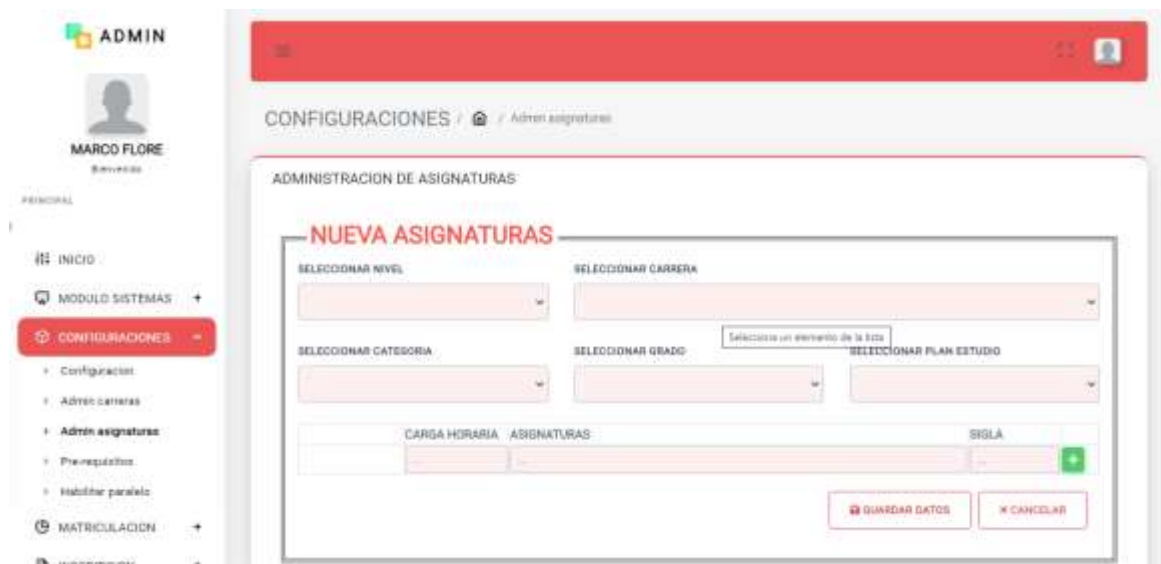 ADMIN
MARCO FLORE
Bienvenido
PRINCIPAL
INICIO
MODULO SISTEMAS +
CONFIGURACIONES -
Configuracion
Admin carreras
Admin asignaturas
Pre-requisitos
Habilitar paralelo
MATRICULACION +
CONFIGURACIONES / / Admin asignaturas
ADMINISTRACION DE ASIGNATURAS
NUEVA ASIGNATURAS
SELECCIONAR NIVEL SELECCIONAR CARRERA
Selecciona un elemento de la lista
SELECCIONAR CATEGORIA SELECCIONAR GRADO SELECCIONAR PLAN ESTUDIO
CARGA HORARIA ASIGNATURAS SIGLA
... ... ... +
GUARDAR DATOS × CANCELAR